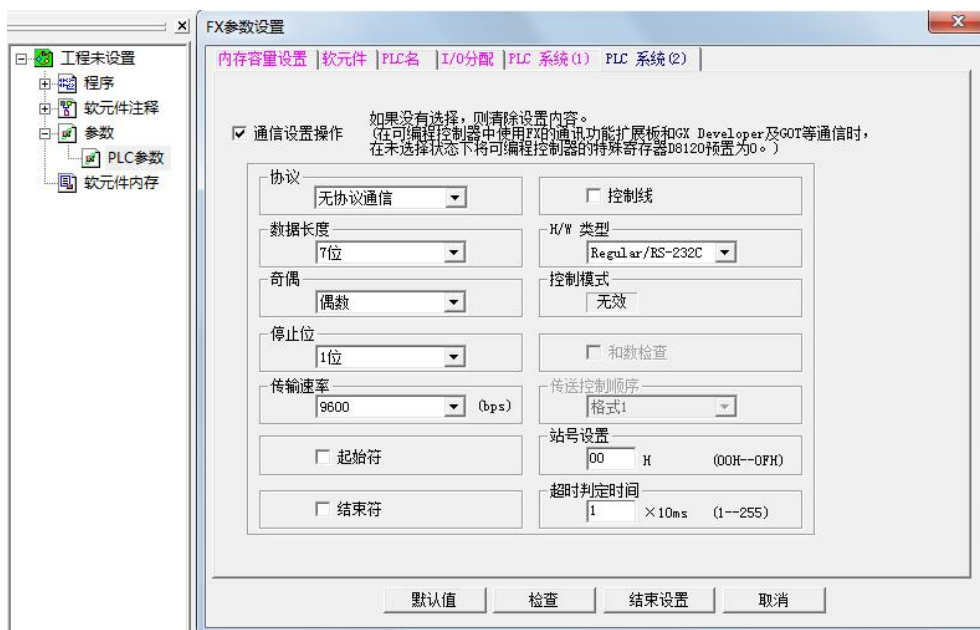 FX参数设置
工程未设置
程序
软元件注释
参数
PLC参数
软元件内存
内存容量设置 软元件 PLC名 I/O分配 PLC 系统(1) PLC 系统(2)
通信设置操作
如果没有选择，则清除设置内容。
(在可编程控制器中使用FX的通讯功能扩展板和GX Developer及GOT等通信时，
在未选择状态下将可编程控制器的特殊寄存器D8120预置为0。)
协议
无协议通信
控制线
数据长度
7位
H/W 类型
Regular/RS-232C
奇偶
偶数
控制模式
无效
停止位
1位
和数检查
传输速率
9600 (bps)
传送控制顺序
格式1
起始符
站号设置
00 H (00H--0FH)
结束符
超时判定时间
1 ×10ms (1--255)
默认值 检查 结束设置 取消